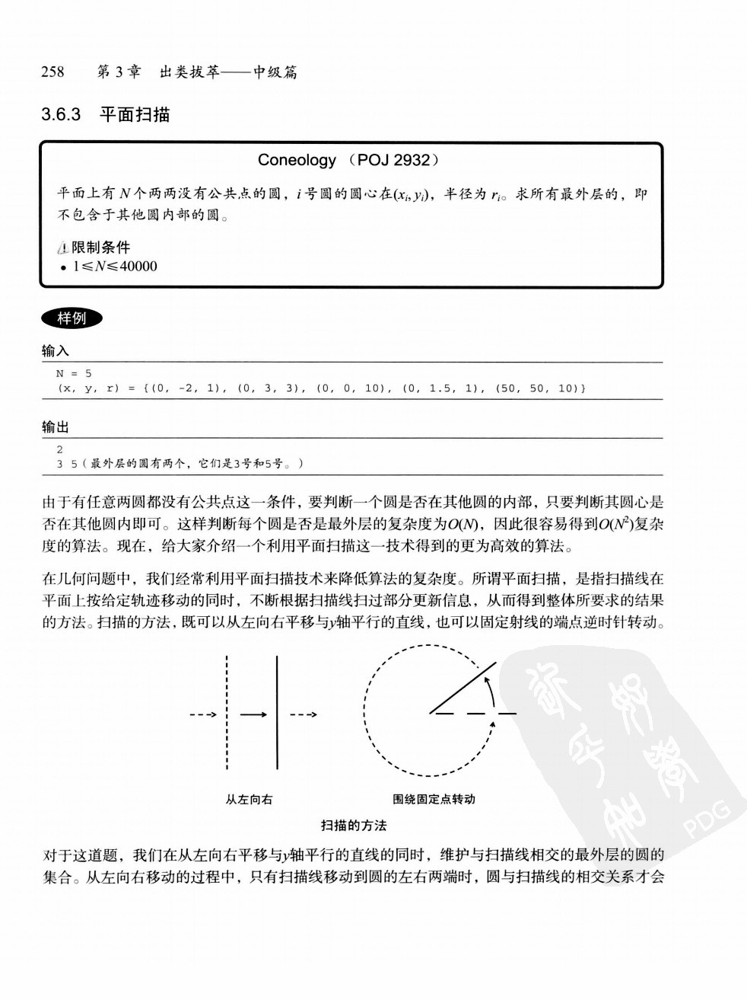 258 第3章 出类拔萃——中级篇
3.6.3 平面扫描
Coneology （POJ 2932）
平面上有N个两两没有公共点的圆，i号圆的圆心在(xᵢ, yᵢ)，半径为rᵢ。求所有最外层的，即
不包含于其他圆内部的圆。
限制条件
• 1≤N≤40000
样例
输入
N = 5
(x, y, r) = {(0, -2, 1), (0, 3, 3), (0, 0, 10), (0, 1.5, 1), (50, 50, 10)}
输出
2
3 5（最外层的圆有两个，它们是3号和5号。）
由于有任意两圆都没有公共点这一条件，要判断一个圆是否在其他圆的内部，只要判断其圆心是
否在其他圆内即可。这样判断每个圆是否是最外层的复杂度为O(N)，因此很容易得到O(N²)复杂
度的算法。现在，给大家介绍一个利用平面扫描这一技术得到的更为高效的算法。
在几何问题中，我们经常利用平面扫描技术来降低算法的复杂度。所谓平面扫描，是指扫描线在
平面上按给定轨迹移动的同时，不断根据扫描线扫过部分更新信息，从而得到整体所要求的结果
的方法。扫描的方法，既可以从左向右平移与y轴平行的直线，也可以固定射线的端点逆时针转动。
从左向右 围绕固定点转动
扫描的方法
PDG
对于这道题，我们在从左向右平移与y轴平行的直线的同时，维护与扫描线相交的最外层的圆的
集合。从左向右移动的过程中，只有扫描线移动到圆的左右两端时，圆与扫描线的相交关系才会